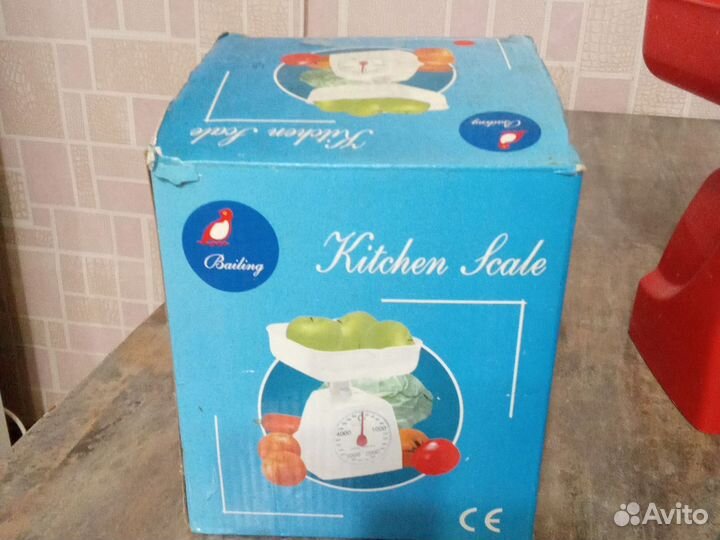 Kitchen Scale
Bailing
Bailing
Kitchen Scale
4000
1000
CE
Avito